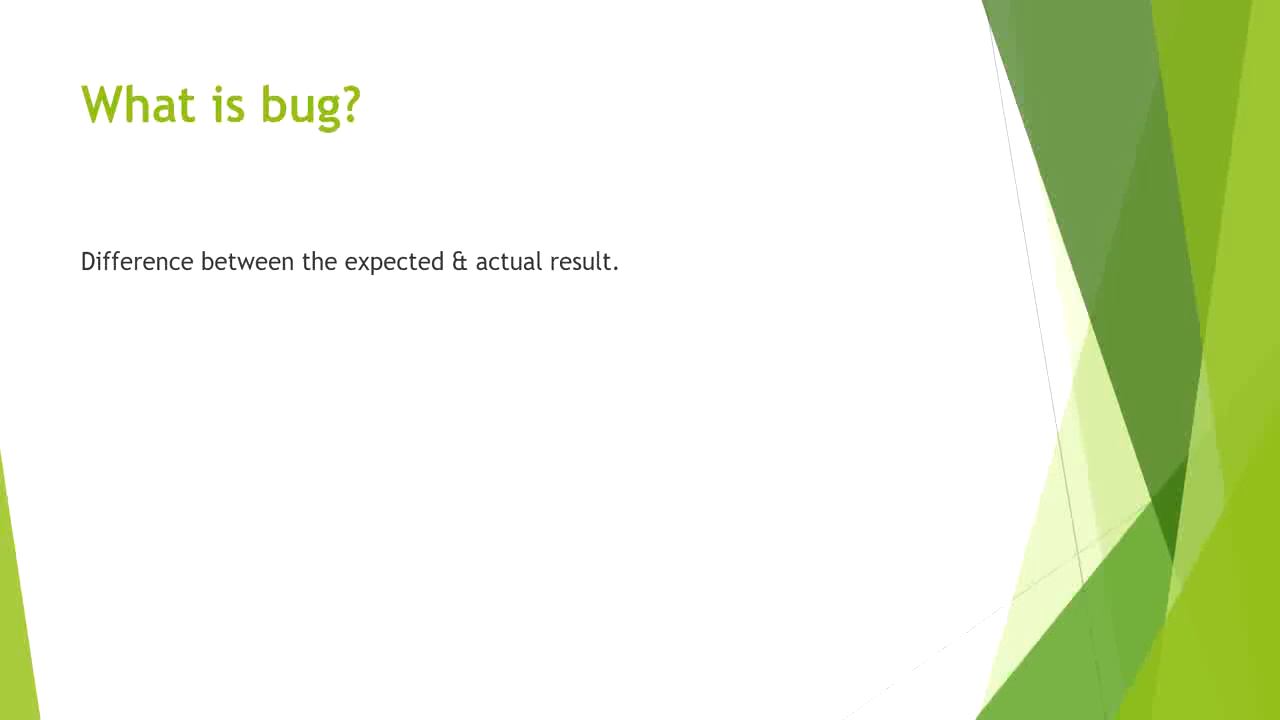 What is bug?
Difference between the expected & actual result.